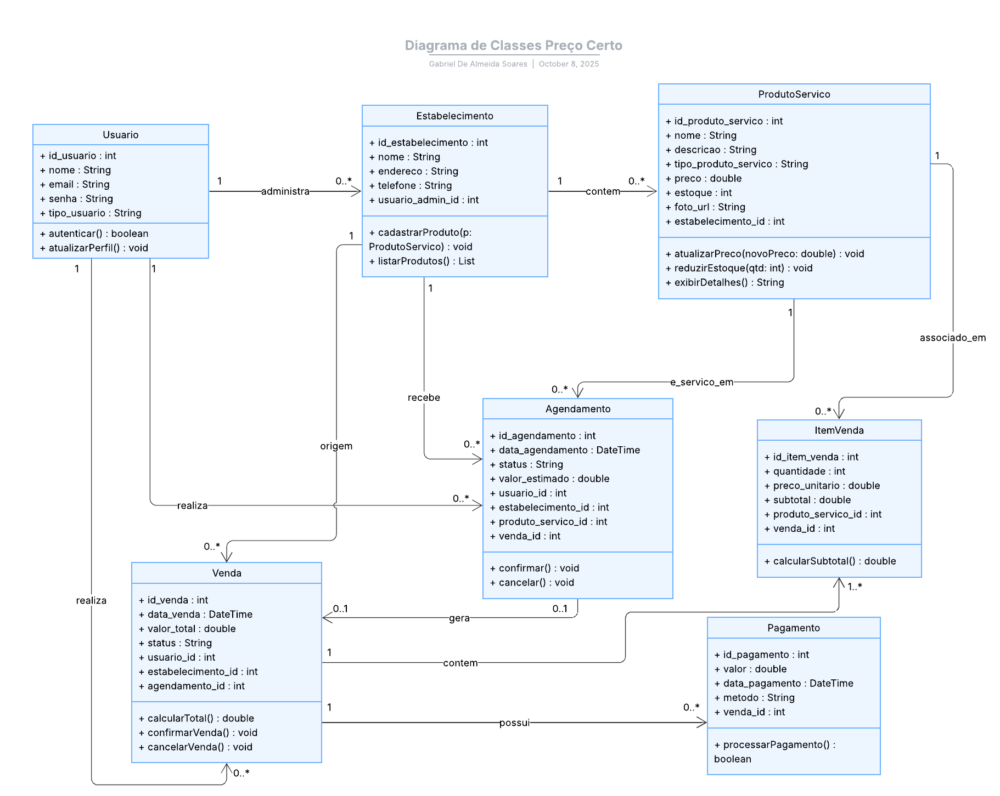 Diagrama de Classes Preço Certo
Gabriel De Almeida Soares | October 8, 2025
Usuario
+ id_usuario : int
+ nome : String
+ email : String
+ senha : String
+ tipo_usuario : String
+ autenticar() : boolean
+ atualizarPerfil() : void
1
administra
0..*
Estabelecimento
+ id_estabelecimento : int
+ nome : String
+ endereco : String
+ telefone : String
+ usuario_admin_id : int
+ cadastrarProduto(p:
ProdutoServico) : void
+ listarProdutos() : List
1
contem
0..*
ProdutoServico
+ id_produto_servico : int
+ nome : String
+ descricao : String
+ tipo_produto_servico : String
+ preco : double
+ estoque : int
+ foto_url : String
+ estabelecimento_id : int
+ atualizarPreco(novoPreco: double) : void
+ reduzirEstoque(qtd: int) : void
+ exibirDetalhes() : String
1
associado_em
0..*
1
e_servico_em
0..*
1
recebe
0..*
1
origem
0..*
1
realiza
0..*
1
realiza
0..*
Agendamento
+ id_agendamento : int
+ data_agendamento : DateTime
+ status : String
+ valor_estimado : double
+ usuario_id : int
+ estabelecimento_id : int
+ produto_servico_id : int
+ venda_id : int
+ confirmar() : void
+ cancelar() : void
ItemVenda
+ id_item_venda : int
+ quantidade : int
+ preco_unitario : double
+ subtotal : double
+ produto_servico_id : int
+ venda_id : int
+ calcularSubtotal() : double
Venda
+ id_venda : int
+ data_venda : DateTime
+ valor_total : double
+ status : String
+ usuario_id : int
+ estabelecimento_id : int
+ agendamento_id : int
+ calcularTotal() : double
+ confirmarVenda() : void
+ cancelarVenda() : void
0..1
gera
0..1
1
contem
1..*
1
possui
0..*
Pagamento
+ id_pagamento : int
+ valor : double
+ data_pagamento : DateTime
+ metodo : String
+ venda_id : int
+ processarPagamento() :
boolean